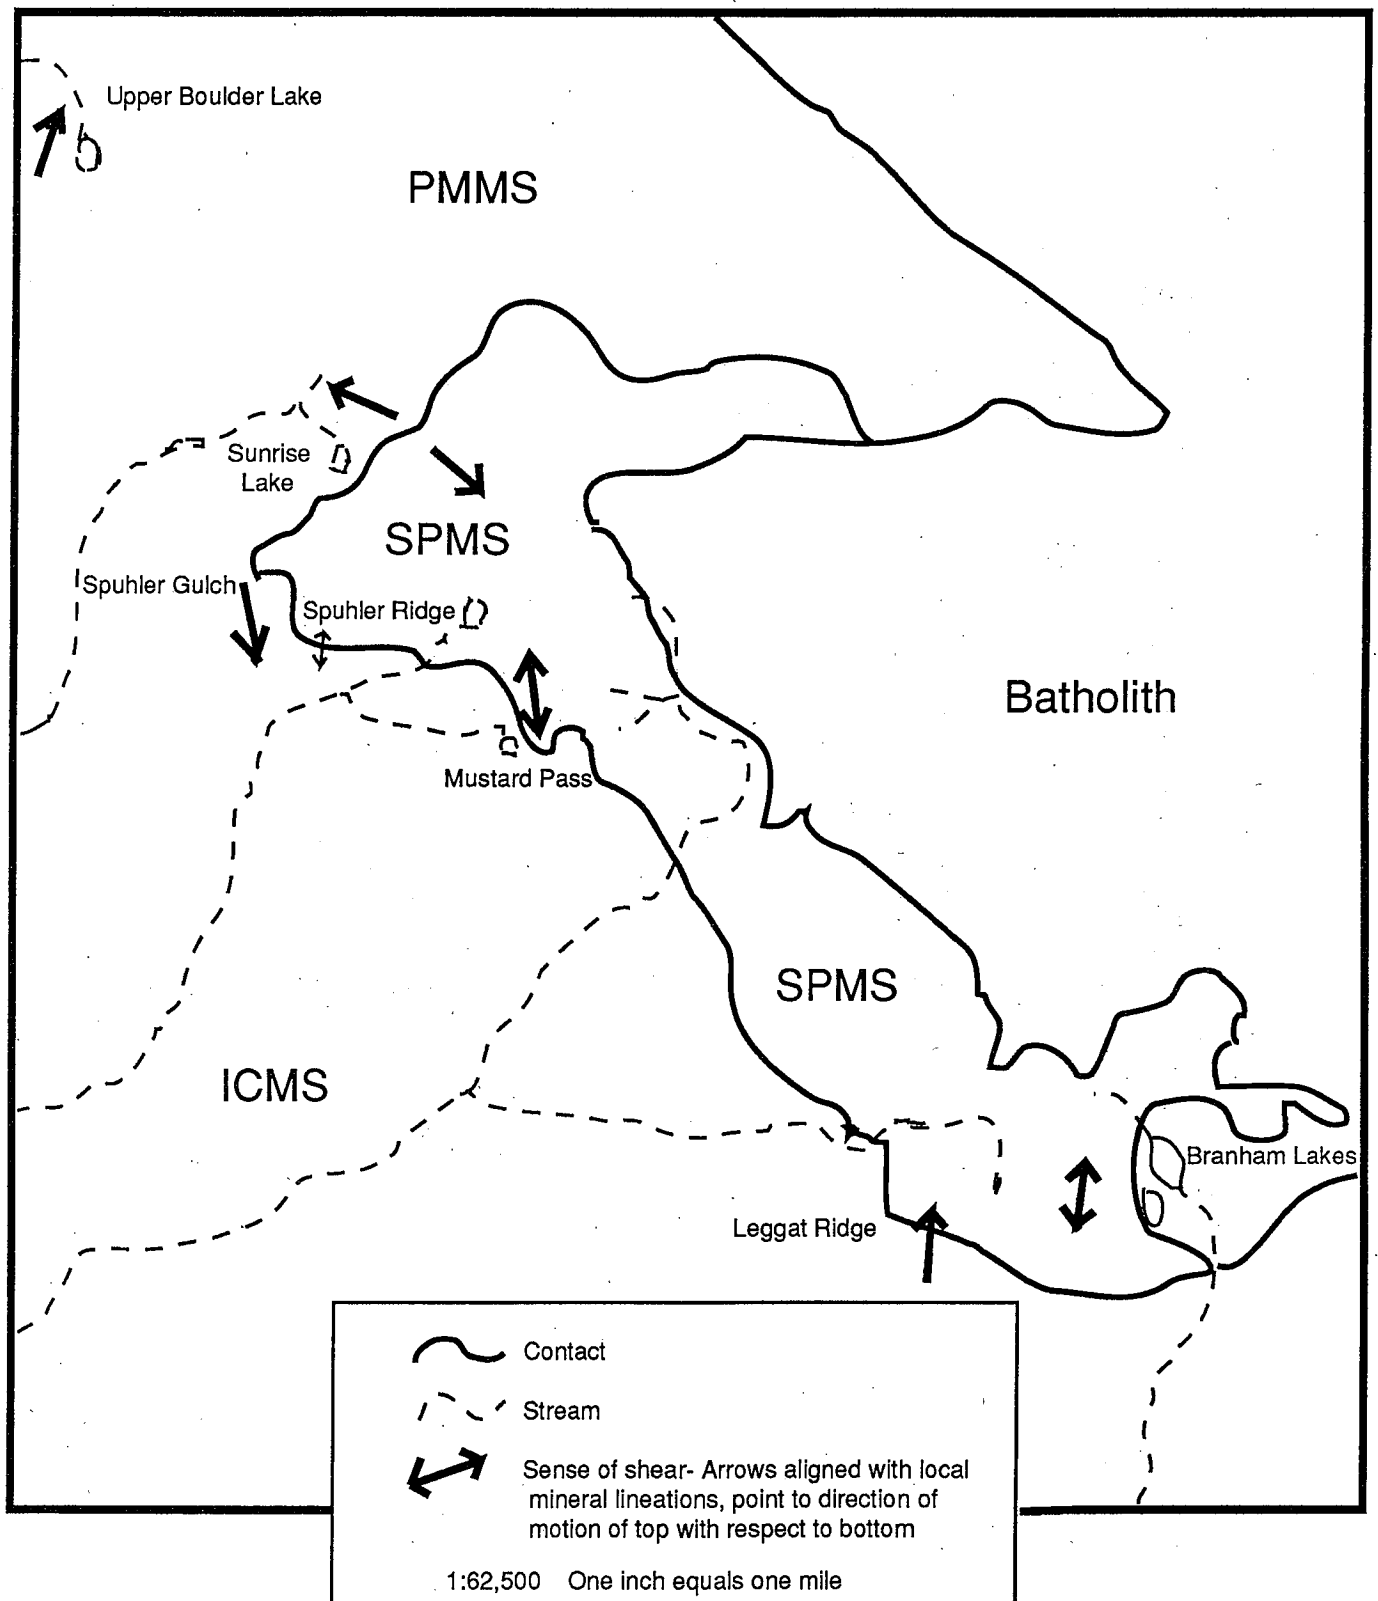 Upper Boulder Lake
PMMS
Sunrise
Lake
SPMS
Spuhler Gulch
Spuhler Ridge
Batholith
Mustard Pass
SPMS
ICMS
Branham Lakes
Leggat Ridge
Contact
Stream
Sense of shear- Arrows aligned with local
mineral lineations, point to direction of
motion of top with respect to bottom
1:62,500 One inch equals one mile